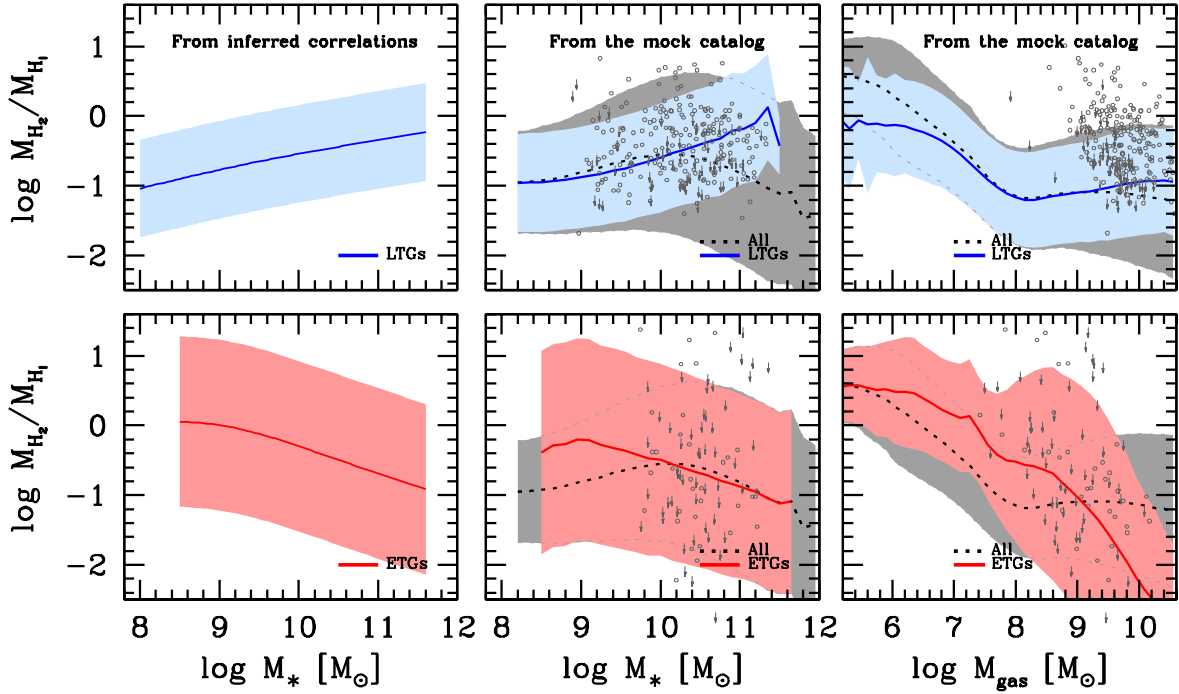 From inferred correlations
From the mock catalog
From the mock catalog
log M_H₂/M_H_I
1
0
−1
−2
LTGs
All
LTGs
All
LTGs
log M_H₂/M_H_I
1
0
−1
−2
ETGs
All
ETGs
All
ETGs
8 9 10 11 12
8 9 10 11 12
6 7 8 9 10
log M_* [M_⊙]
log M_* [M_⊙]
log M_gas [M_⊙]